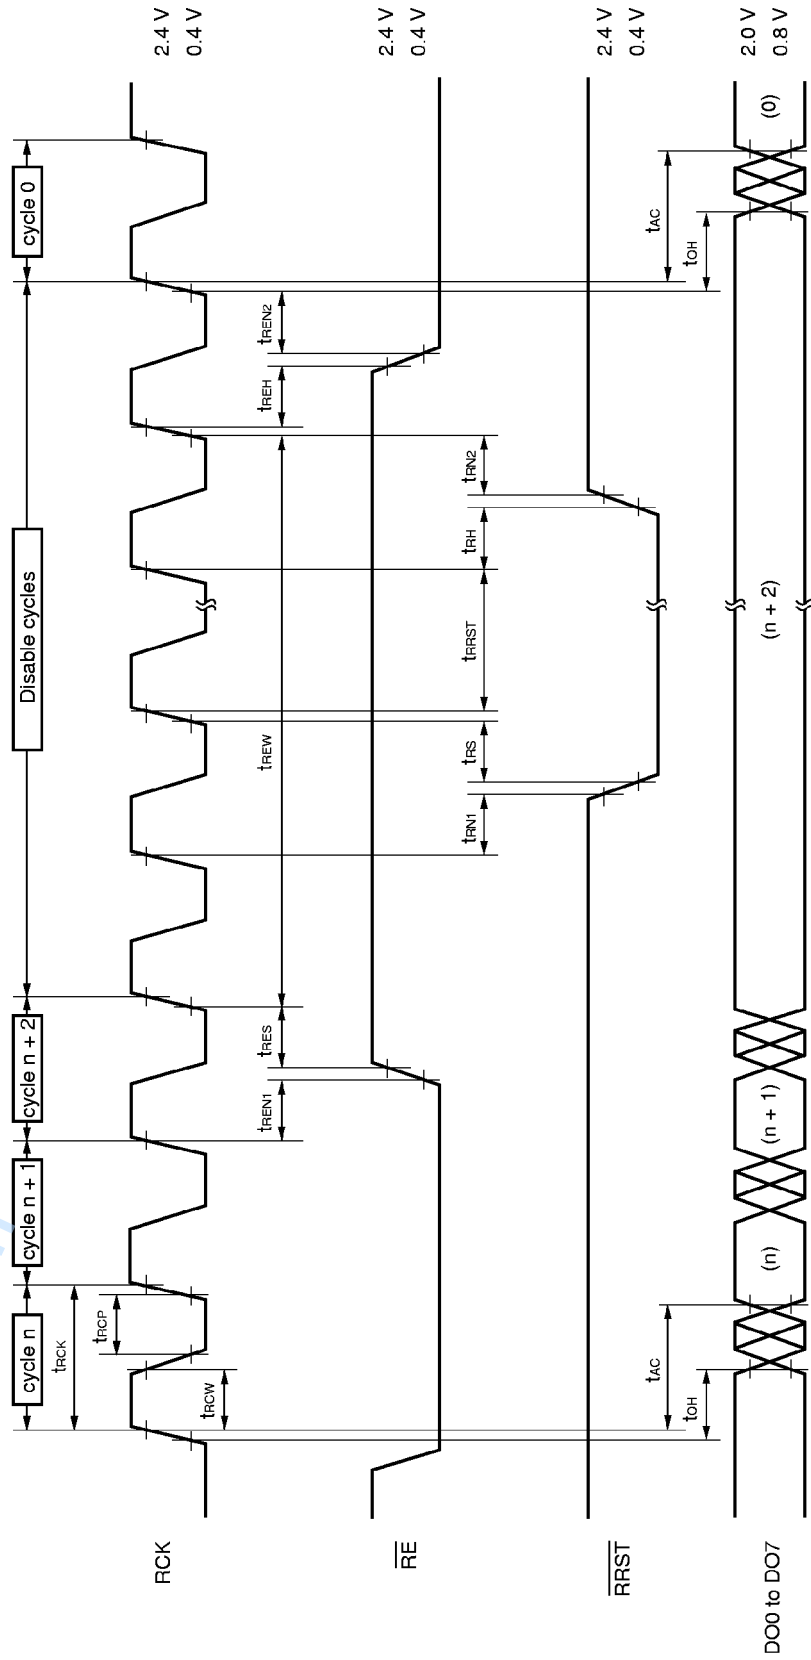 cycle n
cycle n + 1
cycle n + 2
Disable cycles
cycle 0
tRCK
tRCP
tRCW
RCK
2.4 V
0.4 V
tREN1
tRES
tREW
tREH
tREN2
RE
2.4 V
0.4 V
tRN1
tRS
tRRST
tRH
tRN2
RRST
2.4 V
0.4 V
tAC
tOH
tAC
tOH
DO0 to DO7
(n)
(n + 1)
(n + 2)
(0)
2.0 V
0.8 V